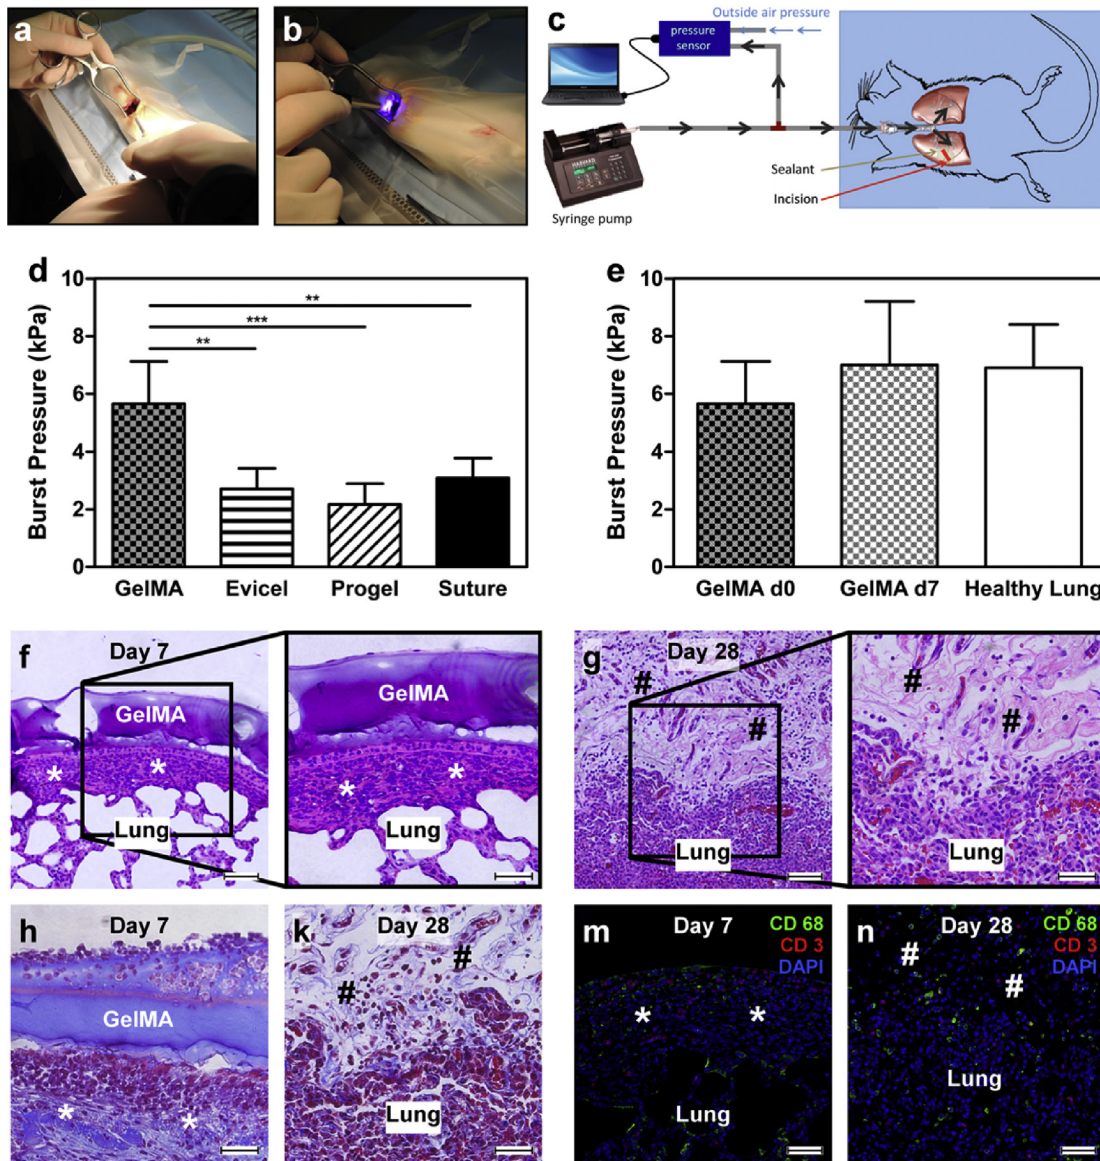 a
b
c
Outside air pressure
pressure
sensor
HARVARD
Sealant
Incision
Syringe pump
d
Burst Pressure (kPa)
10
8
6
4
2
0
**
***
**
GelMA
Evicel
Progel
Suture
e
Burst Pressure (kPa)
10
8
6
4
2
0
GelMA d0
GelMA d7
Healthy Lung
f
Day 7
GelMA
*
*
Lung
GelMA
*
*
Lung
g
Day 28
#
#
Lung
#
#
Lung
h
Day 7
GelMA
*
*
k
Day 28
#
#
Lung
m
Day 7
CD 68
CD 3
DAPI
*
*
Lung
n
Day 28
CD 68
CD 3
DAPI
#
#
Lung